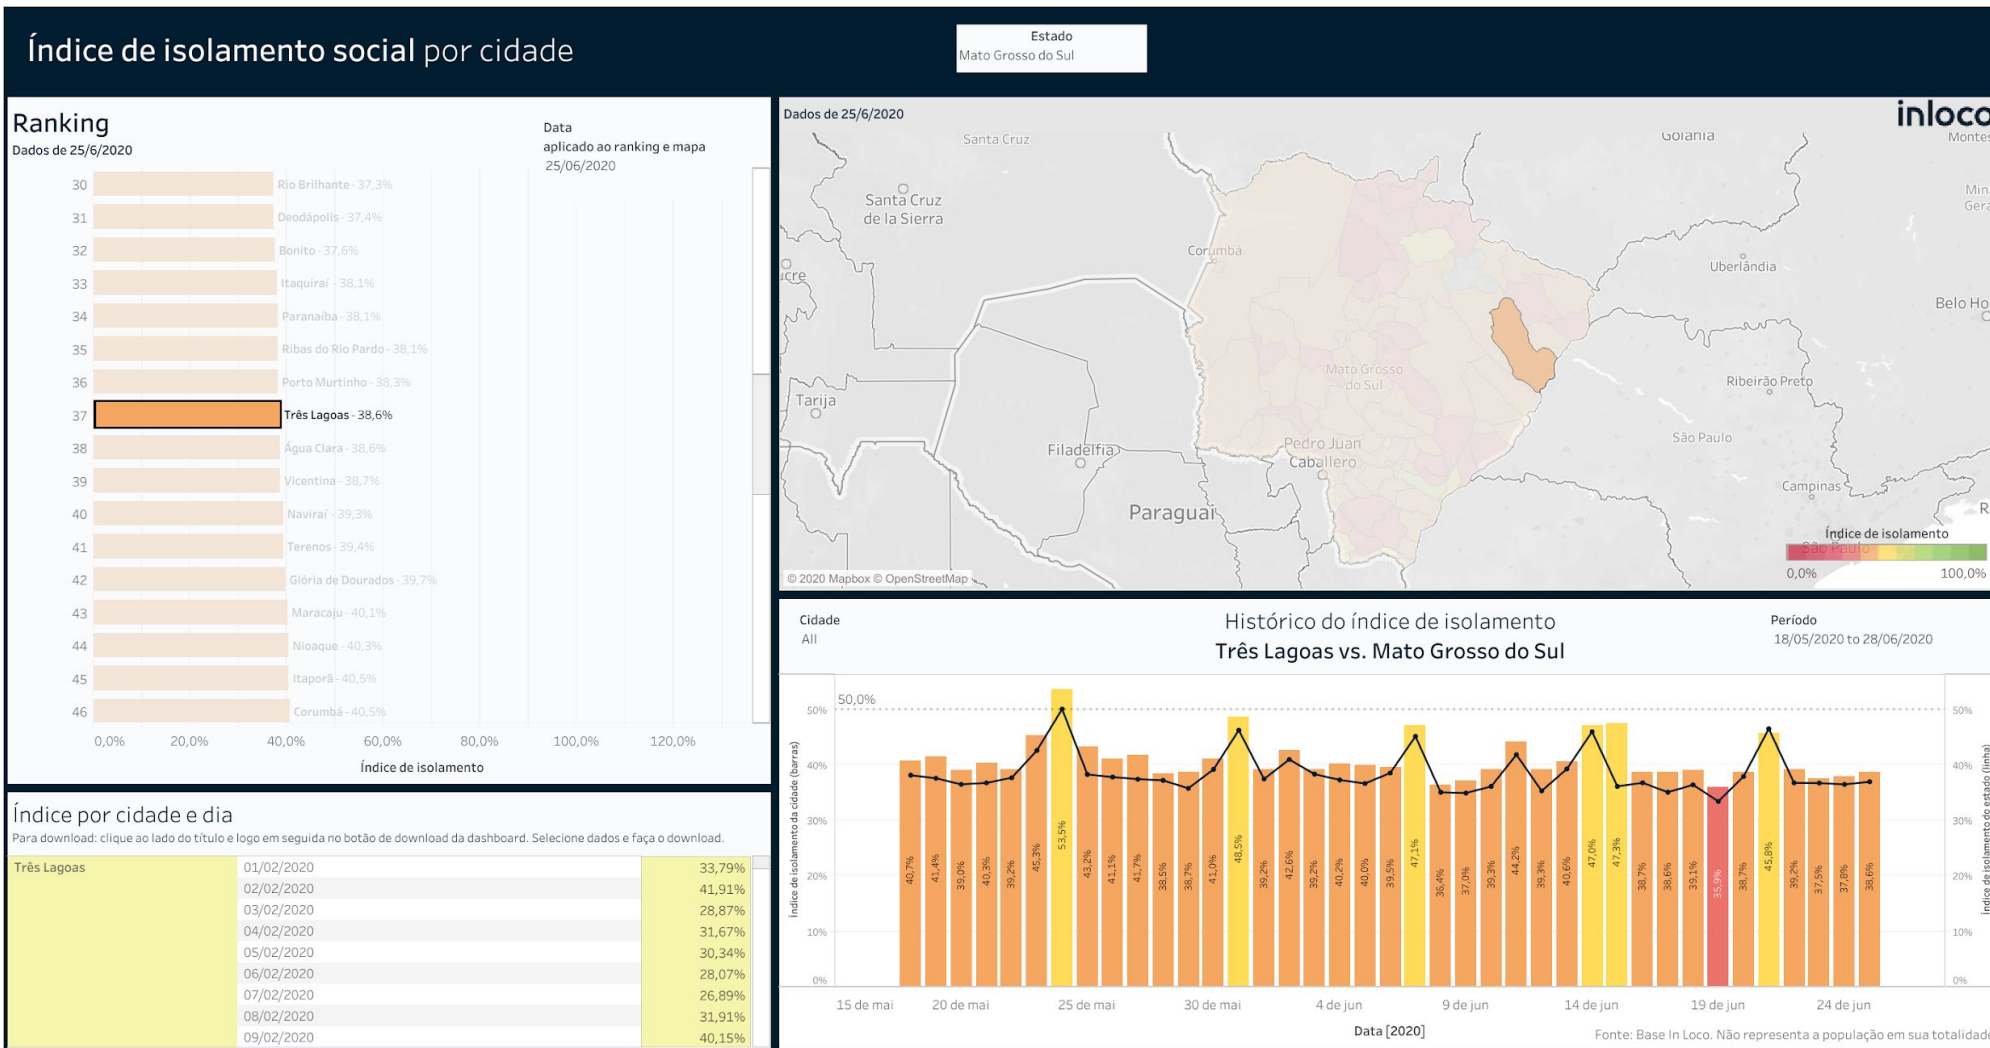 Índice de isolamento social por cidade
Estado
Mato Grosso do Sul
Ranking
Dados de 25/6/2020
Data
aplicado ao ranking e mapa
25/06/2020
30 Rio Brilhante - 37,3%
31 Deodápolis - 37,4%
32 Bonito - 37,6%
33 Itaquiraí - 38,1%
34 Paranaíba - 38,1%
35 Ribas do Rio Pardo - 38,1%
36 Porto Murtinho - 38,3%
37 Três Lagoas - 38,6%
38 Água Clara - 38,6%
39 Vicentina - 38,7%
40 Naviraí - 39,3%
41 Terenos - 39,4%
42 Glória de Dourados - 39,7%
43 Maracaju - 40,1%
44 Nioaque - 40,3%
45 Itaporã - 40,5%
46 Corumbá - 40,5%
0,0% 20,0% 40,0% 60,0% 80,0% 100,0% 120,0%
Índice de isolamento
Índice por cidade e dia
Para download: clique ao lado do título e logo em seguida no botão de download da dashboard. Selecione dados e faça o download.
Três Lagoas 01/02/2020 33,79%
02/02/2020 41,91%
03/02/2020 28,87%
04/02/2020 31,67%
05/02/2020 30,34%
06/02/2020 28,07%
07/02/2020 26,89%
08/02/2020 31,91%
09/02/2020 40,15%
Dados de 25/6/2020
inloco
Santa Cruz
Goiânia
Montes
Santa Cruz
de la Sierra
Min
Gera
Corumbá
Uberlândia
ucre
Belo Ho
Mato Grosso
do Sul
Ribeirão Preto
Tarija
São Paulo
Filadélfia
Pedro Juan
Caballero
Campinas
Paraguai
R
Índice de isolamento
São Paulo
0,0% 100,0%
© 2020 Mapbox © OpenStreetMap
Cidade
All
Histórico do índice de isolamento
Três Lagoas vs. Mato Grosso do Sul
Período
18/05/2020 to 28/06/2020
50,0%
Índice de isolamento da cidade (barras)
50%
40%
30%
20%
10%
0%
40,7% 41,4% 39,0% 40,3% 39,2% 45,3% 53,5% 43,2% 41,1% 41,7% 38,5% 38,7% 41,0% 48,5% 39,2% 42,6% 39,2% 40,2% 40,0% 39,5% 47,1% 36,4% 37,0% 39,3% 44,2% 39,3% 40,6% 47,0% 47,3% 38,7% 38,6% 39,1% 35,9% 38,7% 45,8% 39,2% 37,5% 37,8% 38,6%
50%
40%
30%
20%
10%
0%
Índice de isolamento do estado (linha)
15 de mai 20 de mai 25 de mai 30 de mai 4 de jun 9 de jun 14 de jun 19 de jun 24 de jun
Data [2020]
Fonte: Base In Loco. Não representa a população em sua totalidade